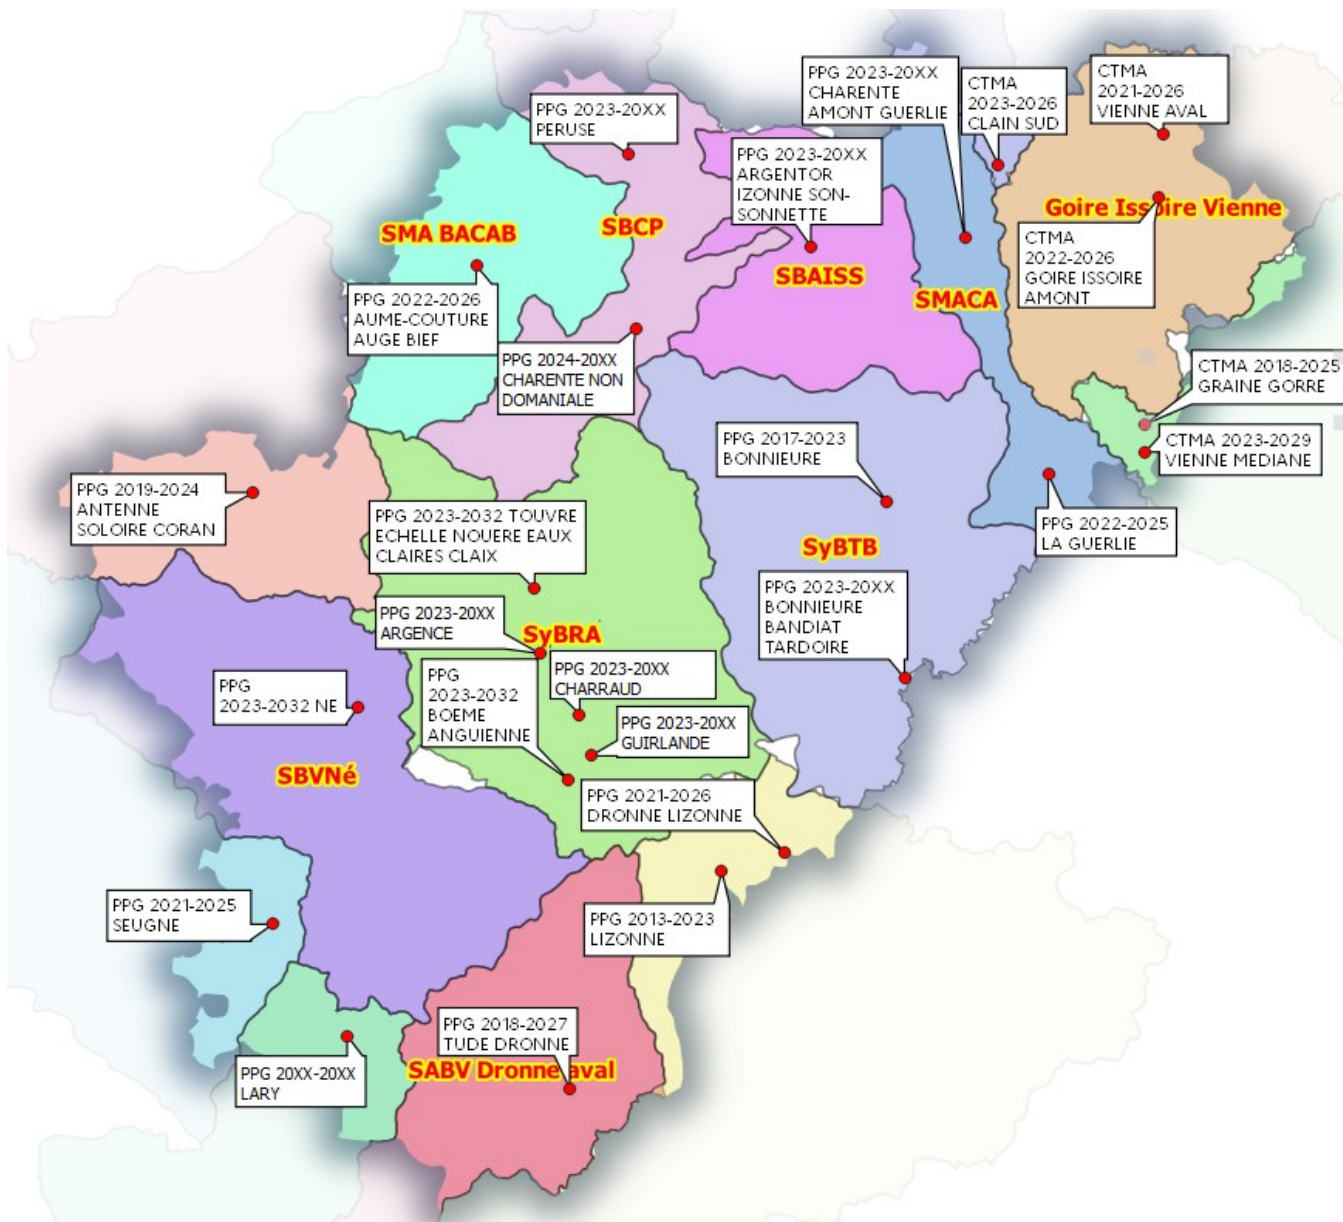 PPG 2023-20XX
CHARENTE
AMONT GUERLIE
CTMA
2023-2026
CLAIN SUD
CTMA
2021-2026
VIENNE AVAL
PPG 2023-20XX
PERUSE
PPG 2023-20XX
ARGENTOR
IZONNE SON-
SONNETTE
SMA BACAB
SBCP
SBAISS
SMACA
Goire Issoire Vienne
CTMA
2022-2026
GOIRE ISSOIRE
AMONT
PPG 2022-2026
AUME-COUTURE
AUGE BIEF
PPG 2024-20XX
CHARENTE NON
DOMANIALE
CTMA 2018-2025
GRAINE GORRE
CTMA 2023-2029
VIENNE MEDIANE
PPG 2017-2023
BONNIEURE
PPG 2019-2024
ANTENNE
SOLOIRE CORAN
PPG 2023-2032 TOUVRE
ECHELLE NOUERE EAUX
CLAIRES CLAIX
SyBTB
PPG 2022-2025
LA GUERLIE
PPG 2023-20XX
BONNIEURE
BANDIAT
TARDOIRE
PPG 2023-20XX
ARGENCE
SyBRA
PPG 2023-20XX
CHARRAUD
PPG
2023-2032
BOEME
ANGUIENNE
PPG
2023-2032 NE
PPG 2023-20XX
GUIRLANDE
SBVNé
PPG 2021-2026
DRONNE LIZONNE
PPG 2021-2025
SEUGNE
PPG 2013-2023
LIZONNE
PPG 2018-2027
TUDE DRONNE
SABV Dronne aval
PPG 20XX-20XX
LARY